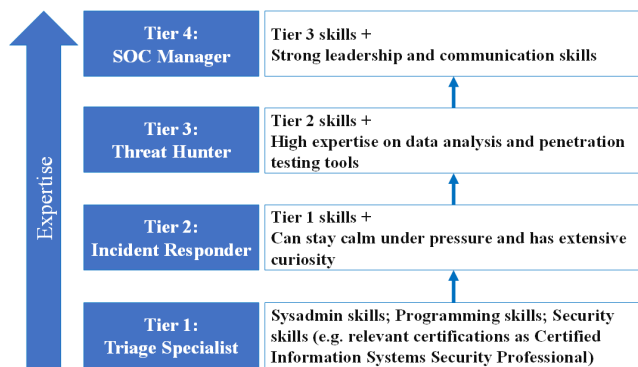 Expertise
Tier 4:
SOC Manager
Tier 3 skills +
Strong leadership and communication skills
Tier 3:
Threat Hunter
Tier 2 skills +
High expertise on data analysis and penetration
testing tools
Tier 2:
Incident Responder
Tier 1 skills +
Can stay calm under pressure and has extensive
curiosity
Tier 1:
Triage Specialist
Sysadmin skills; Programming skills; Security
skills (e.g. relevant certifications as Certified
Information Systems Security Professional)